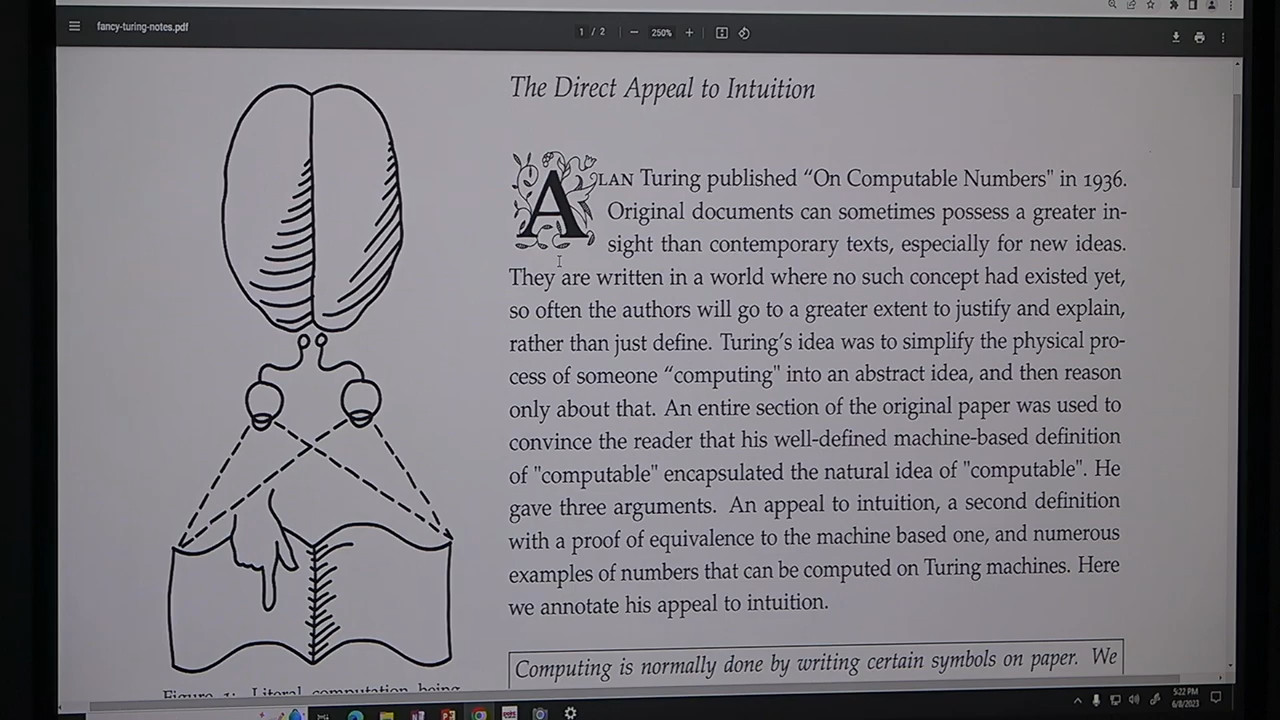 fancy-turing-notes.pdf
1 / 2
250%
The Direct Appeal to Intuition
ALAN Turing published “On Computable Numbers" in 1936.
Original documents can sometimes possess a greater in-
sight than contemporary texts, especially for new ideas.
They are written in a world where no such concept had existed yet,
so often the authors will go to a greater extent to justify and explain,
rather than just define. Turing’s idea was to simplify the physical pro-
cess of someone “computing" into an abstract idea, and then reason
only about that. An entire section of the original paper was used to
convince the reader that his well-defined machine-based definition
of "computable" encapsulated the natural idea of "computable". He
gave three arguments. An appeal to intuition, a second definition
with a proof of equivalence to the machine based one, and numerous
examples of numbers that can be computed on Turing machines. Here
we annotate his appeal to intuition.
Computing is normally done by writing certain symbols on paper. We
Figure 1: Literal computation being
5:22 PM
6/8/2023